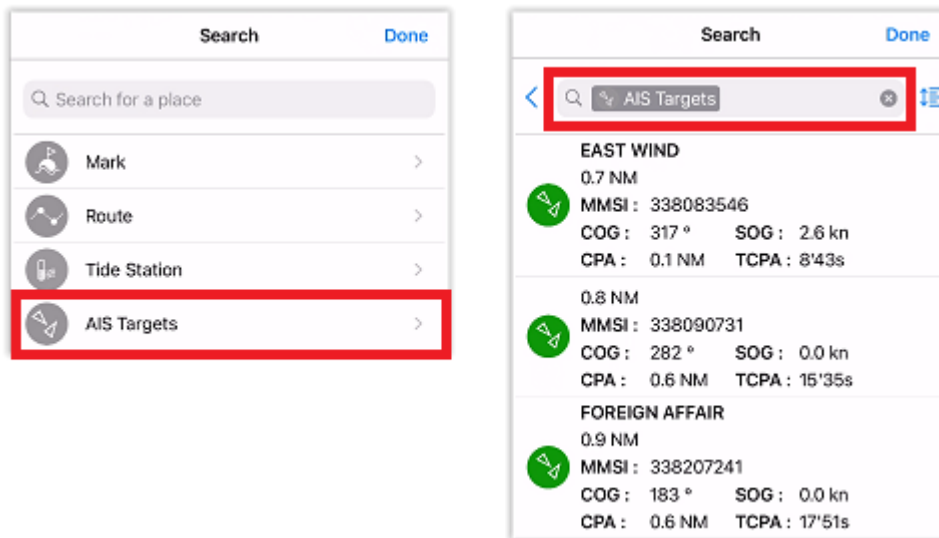 Search Done
Search for a place
Mark
Route
Tide Station
AIS Targets
Search Done
AIS Targets
EAST WIND
0.7 NM
MMSI : 338083546
COG : 317 ° SOG : 2.6 kn
CPA : 0.1 NM TCPA : 8'43s
0.8 NM
MMSI : 338090731
COG : 282 ° SOG : 0.0 kn
CPA : 0.6 NM TCPA : 15'35s
FOREIGN AFFAIR
0.9 NM
MMSI : 338207241
COG : 183 ° SOG : 0.0 kn
CPA : 0.6 NM TCPA : 17'51s